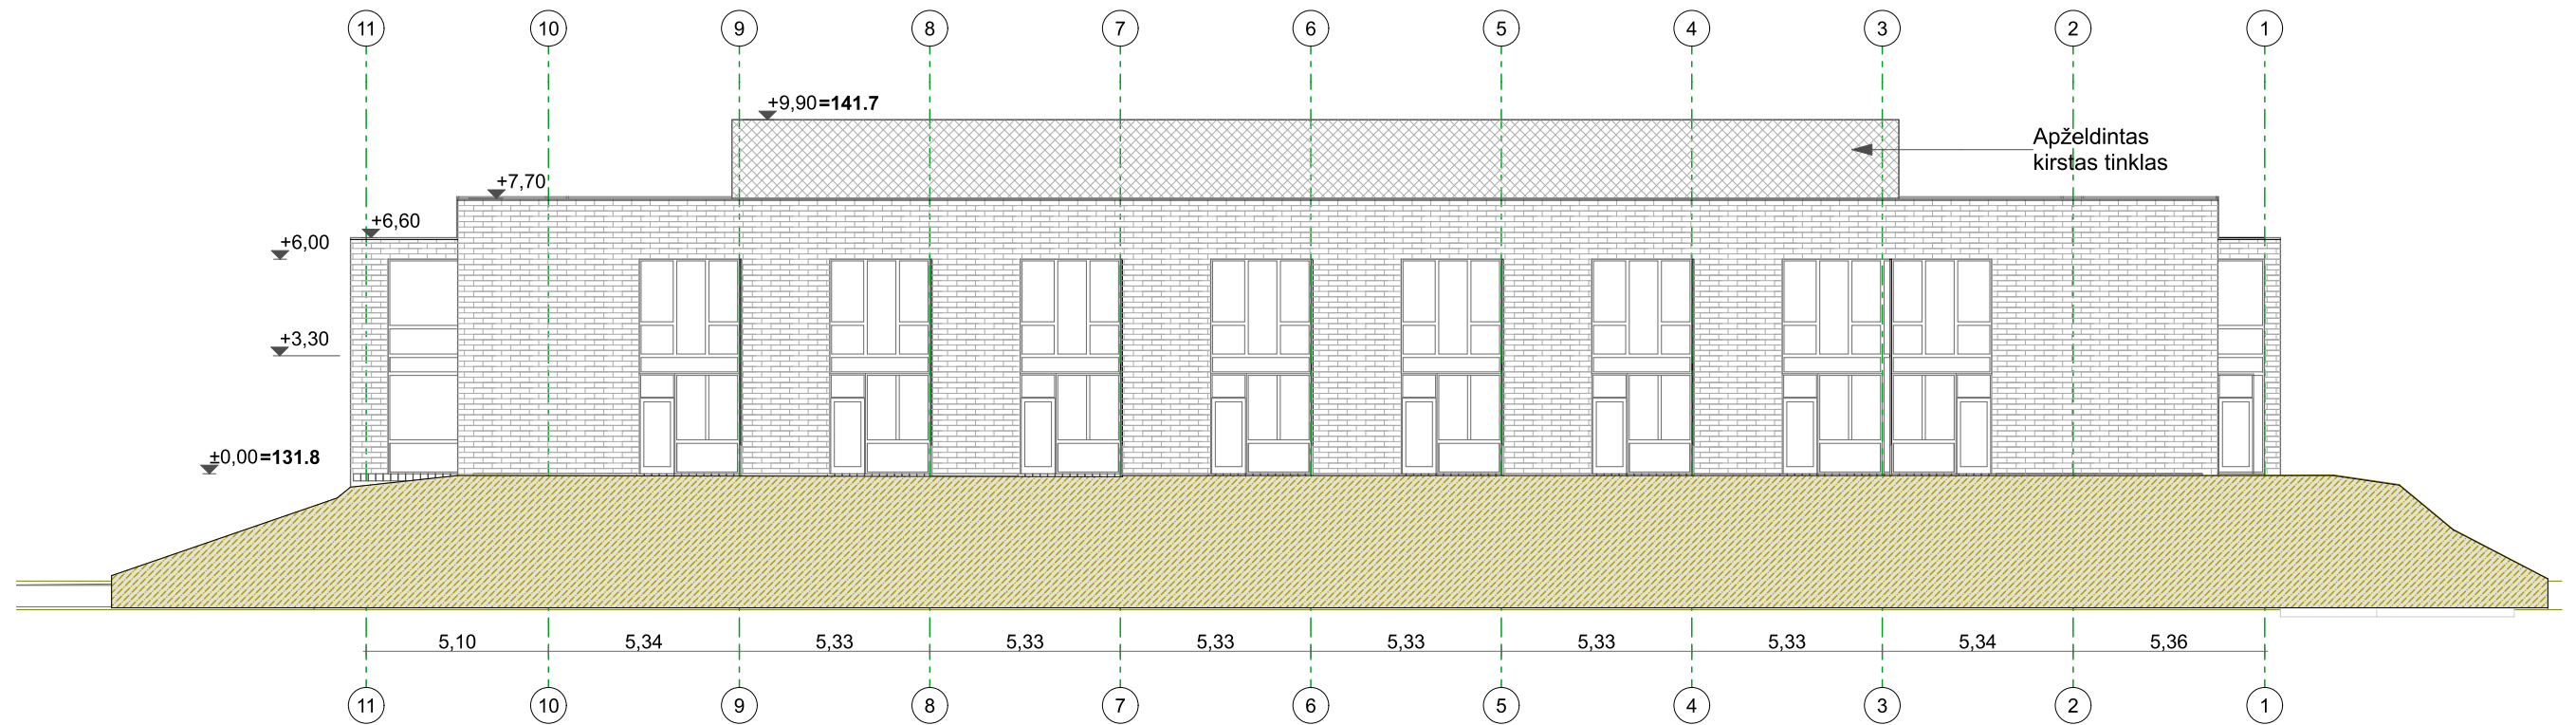 11 10 9 8 7 6 5 4 3 2 1
+9,90=141.7
Apželdintas
kirstas tinklas
+7,70
+6,60
+6,00
+3,30
±0,00=131.8
5,10 5,34 5,33 5,33 5,33 5,33 5,33 5,33 5,34 5,36
11 10 9 8 7 6 5 4 3 2 1